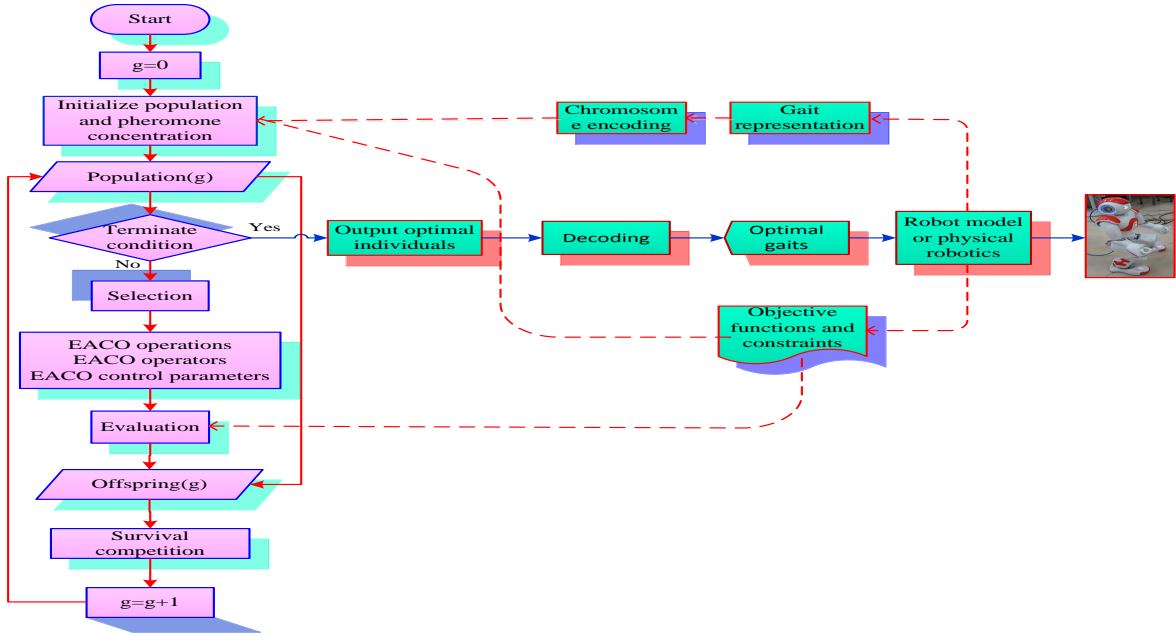 Start
g=0
Initialize population
and pheromone
concentration
Population(g)
Terminate
condition
Yes
No
Selection
EACO operations
EACO operators
EACO control parameters
Evaluation
Offspring(g)
Survival
competition
g=g+1
Output optimal
individuals
Decoding
Optimal
gaits
Robot model
or physical
robotics
Chromosom
e encoding
Gait
representation
Objective
functions and
constraints